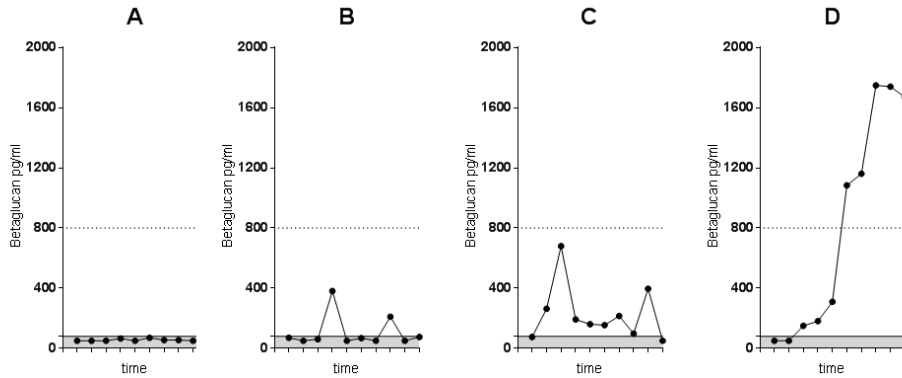 A B C D
2000 2000 2000 2000
1600 1600 1600 1600
1200 1200 1200 1200
800 800 800 800
400 400 400 400
0 0 0 0
Betaglucan pg/ml Betaglucan pg/ml Betaglucan pg/ml Betaglucan pg/ml
time time time time